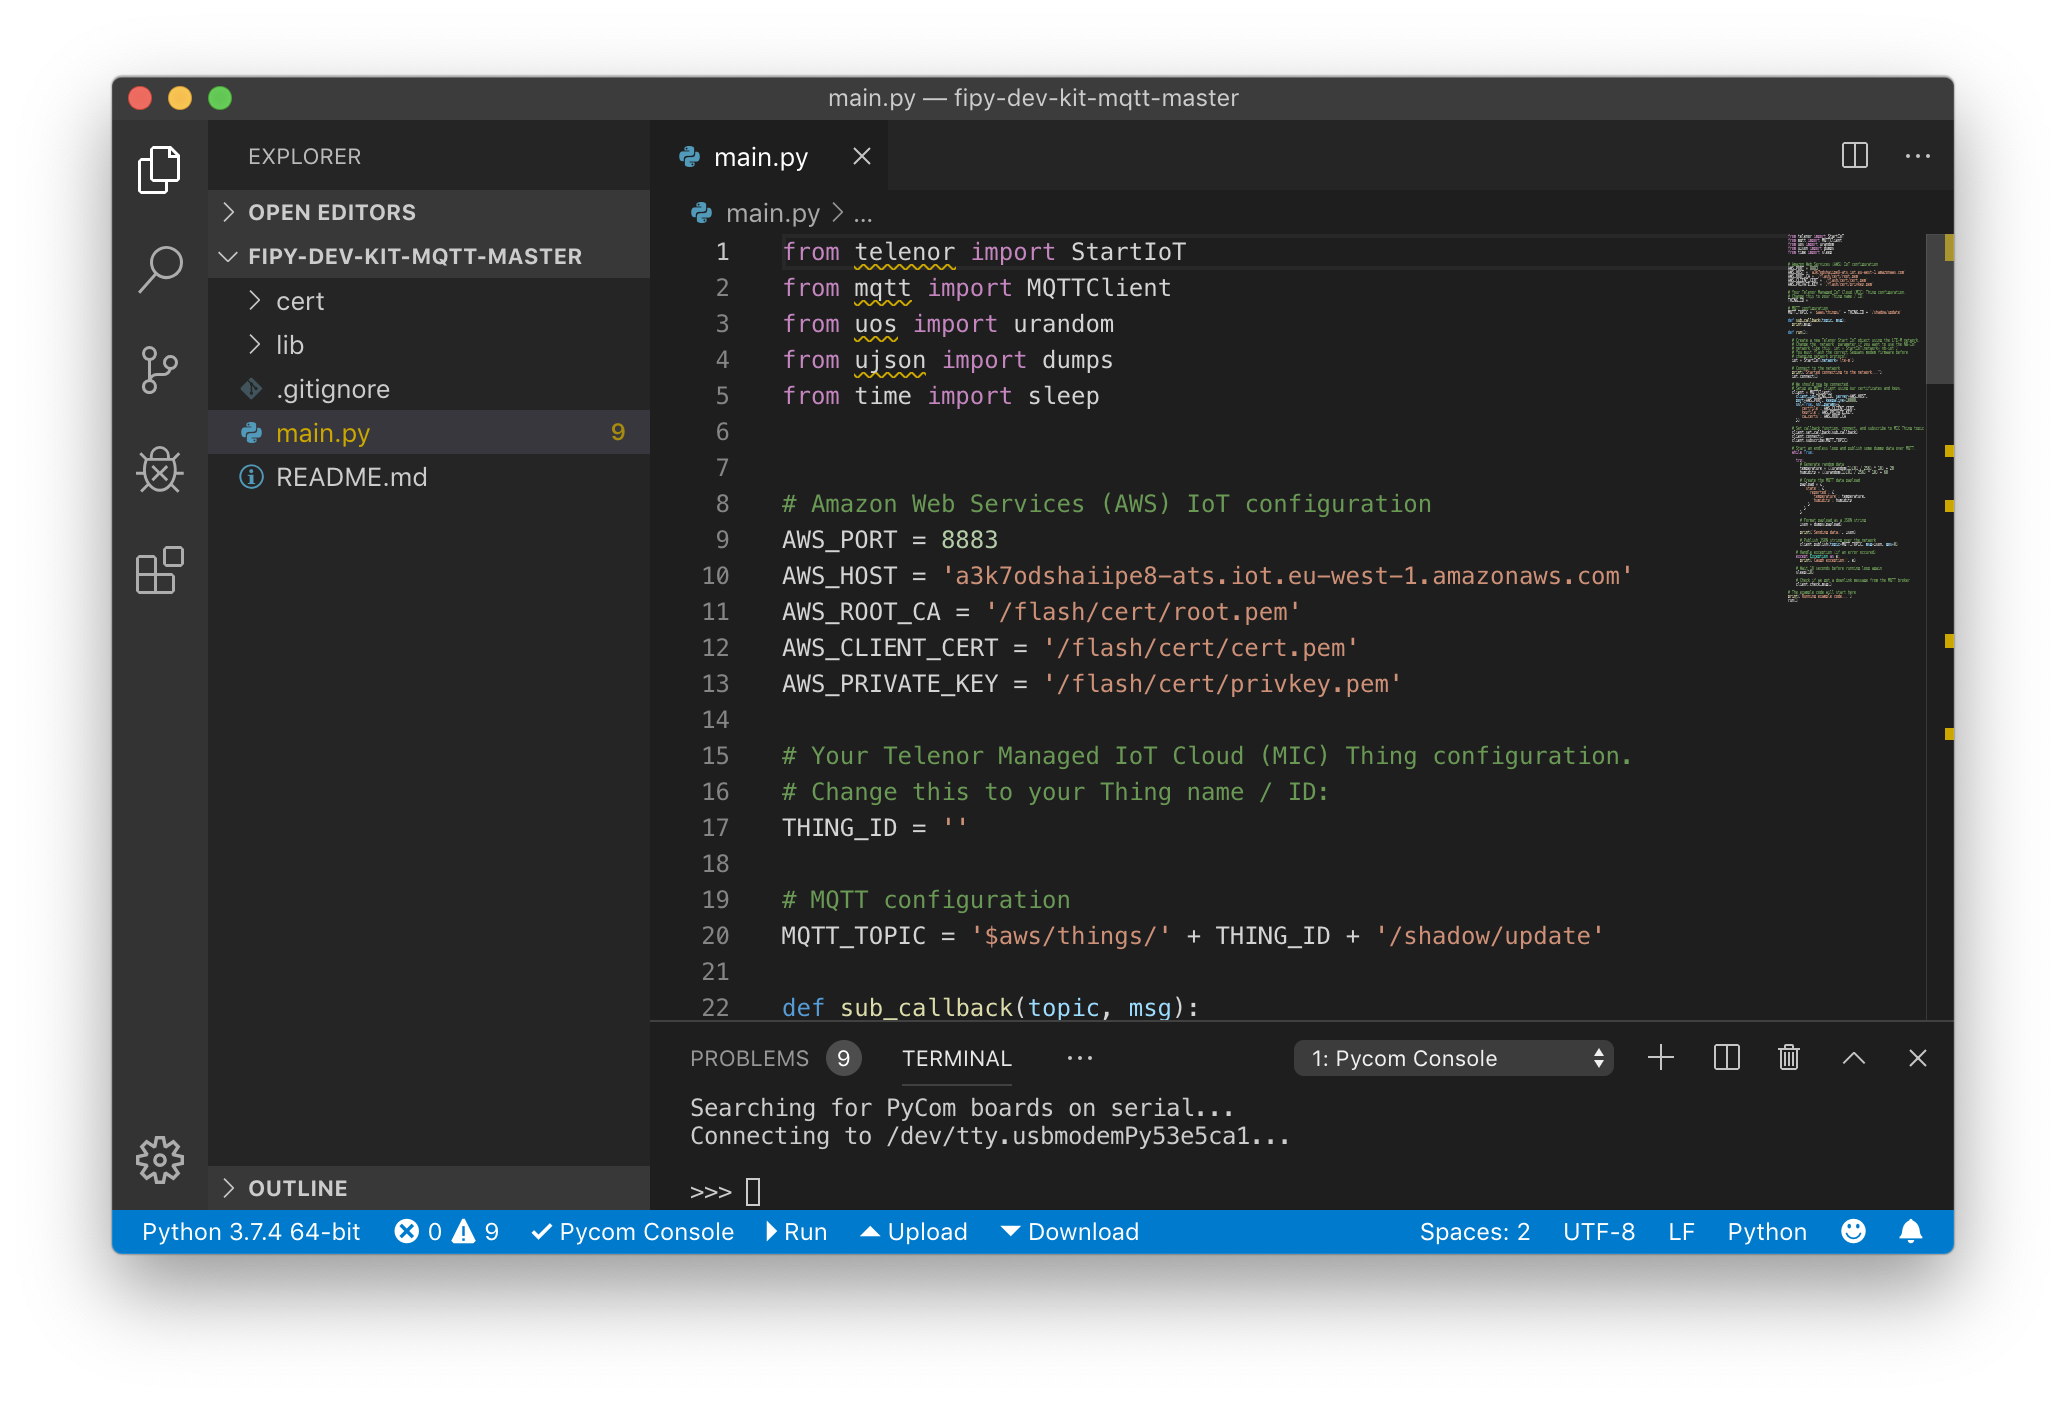 main.py — fipy-dev-kit-mqtt-master
EXPLORER
OPEN EDITORS
FIPY-DEV-KIT-MQTT-MASTER
cert
lib
.gitignore
main.py 9
README.md
OUTLINE
main.py
main.py > ...
1 from telenor import StartIoT
2 from mqtt import MQTTClient
3 from uos import urandom
4 from ujson import dumps
5 from time import sleep
6
7
8 # Amazon Web Services (AWS) IoT configuration
9 AWS_PORT = 8883
10 AWS_HOST = 'a3k7odshaiipe8-ats.iot.eu-west-1.amazonaws.com'
11 AWS_ROOT_CA = '/flash/cert/root.pem'
12 AWS_CLIENT_CERT = '/flash/cert/cert.pem'
13 AWS_PRIVATE_KEY = '/flash/cert/privkey.pem'
14
15 # Your Telenor Managed IoT Cloud (MIC) Thing configuration.
16 # Change this to your Thing name / ID:
17 THING_ID = ''
18
19 # MQTT configuration
20 MQTT_TOPIC = '$aws/things/' + THING_ID + '/shadow/update'
21
22 def sub_callback(topic, msg):
PROBLEMS 9 TERMINAL ... 1: Pycom Console
Searching for PyCom boards on serial...
Connecting to /dev/tty.usbmodemPy53e5ca1...
>>>
Python 3.7.4 64-bit 0 9 Pycom Console Run Upload Download Spaces: 2 UTF-8 LF Python